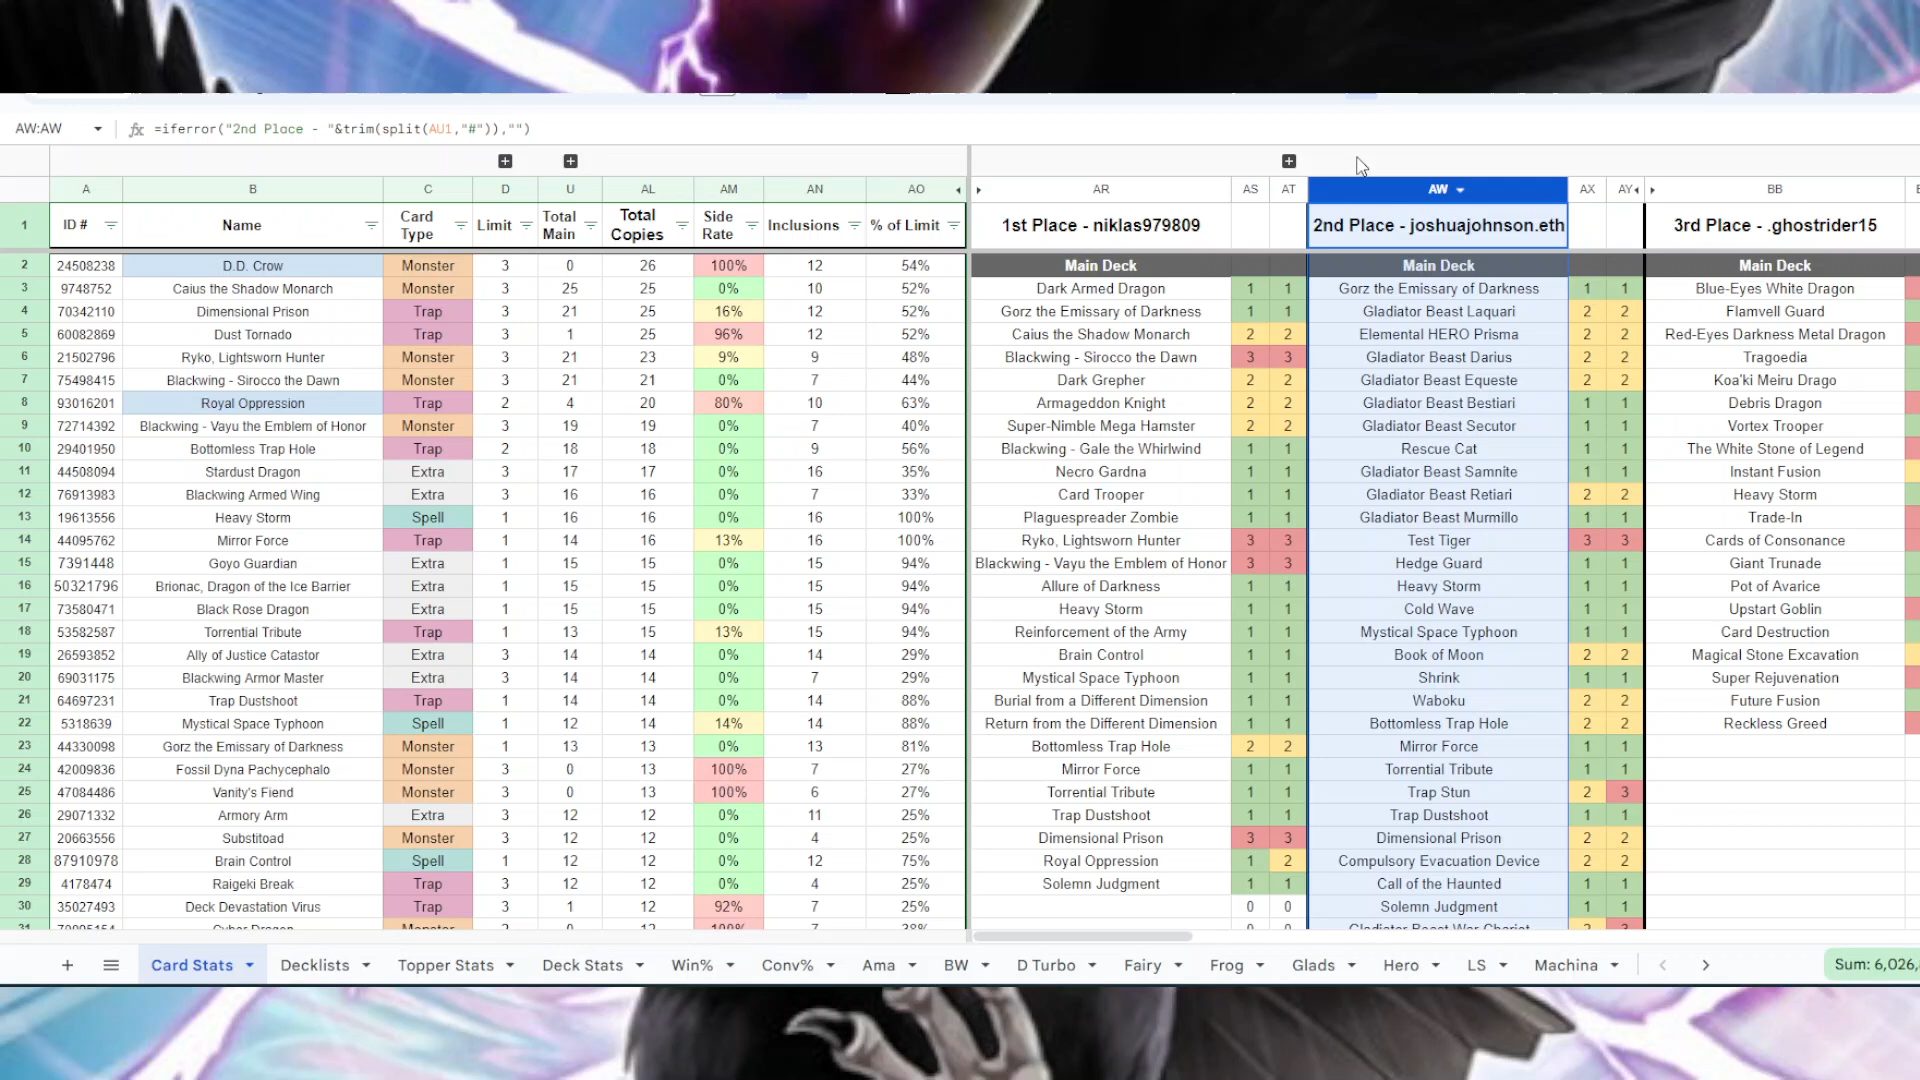 AW:AW fx =iferror("2nd Place - "&trim(split(AU1,"#")),"")
A B C D U AL AM AN AO AR AS AT AW AX AY BB
1 ID # Name Card Type Limit Total Main Total Copies Side Rate Inclusions % of Limit 1st Place - niklas979809 2nd Place - joshuajohnson.eth 3rd Place - .ghostrider15
2 24508238 D.D. Crow Monster 3 0 26 100% 12 54% Main Deck Main Deck Main Deck
3 9748752 Caius the Shadow Monarch Monster 3 25 25 0% 10 52% Dark Armed Dragon 1 1 Gorz the Emissary of Darkness 1 1 Blue-Eyes White Dragon
4 70342110 Dimensional Prison Trap 3 21 25 16% 12 52% Gorz the Emissary of Darkness 1 1 Gladiator Beast Laquari 2 2 Flamvell Guard
5 60082869 Dust Tornado Trap 3 1 25 96% 12 52% Caius the Shadow Monarch 2 2 Elemental HERO Prisma 2 2 Red-Eyes Darkness Metal Dragon
6 21502796 Ryko, Lightsworn Hunter Monster 3 21 23 9% 9 48% Blackwing - Sirocco the Dawn 3 3 Gladiator Beast Darius 2 2 Tragoedia
7 75498415 Blackwing - Sirocco the Dawn Monster 3 21 21 0% 7 44% Dark Grepher 2 2 Gladiator Beast Equeste 2 2 Koa'ki Meiru Drago
8 93016201 Royal Oppression Trap 2 4 20 80% 10 63% Armageddon Knight 2 2 Gladiator Beast Bestiari 1 1 Debris Dragon
9 72714392 Blackwing - Vayu the Emblem of Honor Monster 3 19 19 0% 7 40% Super-Nimble Mega Hamster 2 2 Gladiator Beast Secutor 1 1 Vortex Trooper
10 29401950 Bottomless Trap Hole Trap 2 18 18 0% 9 56% Blackwing - Gale the Whirlwind 1 1 Rescue Cat 1 1 The White Stone of Legend
11 44508094 Stardust Dragon Extra 3 17 17 0% 16 35% Necro Gardna 1 1 Gladiator Beast Samnite 1 1 Instant Fusion
12 76913983 Blackwing Armed Wing Extra 3 16 16 0% 7 33% Card Trooper 1 1 Gladiator Beast Retiari 2 2 Heavy Storm
13 19613556 Heavy Storm Spell 1 16 16 0% 16 100% Plaguespreader Zombie 1 1 Gladiator Beast Murmillo 1 1 Trade-In
14 44095762 Mirror Force Trap 1 14 16 13% 16 100% Ryko, Lightsworn Hunter 3 3 Test Tiger 3 3 Cards of Consonance
15 7391448 Goyo Guardian Extra 1 15 15 0% 15 94% Blackwing - Vayu the Emblem of Honor 3 3 Hedge Guard 1 1 Giant Trunade
16 50321796 Brionac, Dragon of the Ice Barrier Extra 1 15 15 0% 15 94% Allure of Darkness 1 1 Heavy Storm 1 1 Pot of Avarice
17 73580471 Black Rose Dragon Extra 1 15 15 0% 15 94% Heavy Storm 1 1 Cold Wave 1 1 Upstart Goblin
18 53582587 Torrential Tribute Trap 1 13 15 13% 15 94% Reinforcement of the Army 1 1 Mystical Space Typhoon 1 1 Card Destruction
19 26593852 Ally of Justice Catastor Extra 3 14 14 0% 14 29% Brain Control 1 1 Book of Moon 2 2 Magical Stone Excavation
20 69031175 Blackwing Armor Master Extra 3 14 14 0% 7 29% Mystical Space Typhoon 1 1 Shrink 1 1 Super Rejuvenation
21 64697231 Trap Dustshoot Trap 1 14 14 0% 14 88% Burial from a Different Dimension 1 1 Waboku 2 2 Future Fusion
22 5318639 Mystical Space Typhoon Spell 1 12 14 14% 14 88% Return from the Different Dimension 1 1 Bottomless Trap Hole 2 2 Reckless Greed
23 44330098 Gorz the Emissary of Darkness Monster 1 13 13 0% 13 81% Bottomless Trap Hole 2 2 Mirror Force 1 1
24 42009836 Fossil Dyna Pachycephalo Monster 3 0 13 100% 7 27% Mirror Force 1 1 Torrential Tribute 1 1
25 47084486 Vanity's Fiend Monster 3 0 13 100% 6 27% Torrential Tribute 1 1 Trap Stun 2 3
26 29071332 Armory Arm Extra 3 12 12 0% 11 25% Trap Dustshoot 1 1 Trap Dustshoot 1 1
27 20663556 Substitoad Monster 3 12 12 0% 4 25% Dimensional Prison 3 3 Dimensional Prison 2 2
28 87910978 Brain Control Spell 1 12 12 0% 12 75% Royal Oppression 1 2 Compulsory Evacuation Device 2 2
29 4178474 Raigeki Break Trap 3 12 12 0% 4 25% Solemn Judgment 1 1 Call of the Haunted 1 1
30 35027493 Deck Devastation Virus Trap 3 1 12 92% 7 25% 0 0 Solemn Judgment 1 1
Card Stats Decklists Topper Stats Deck Stats Win% Conv% Ama BW D Turbo Fairy Frog Glads Hero LS Machina Sum: 6,026,